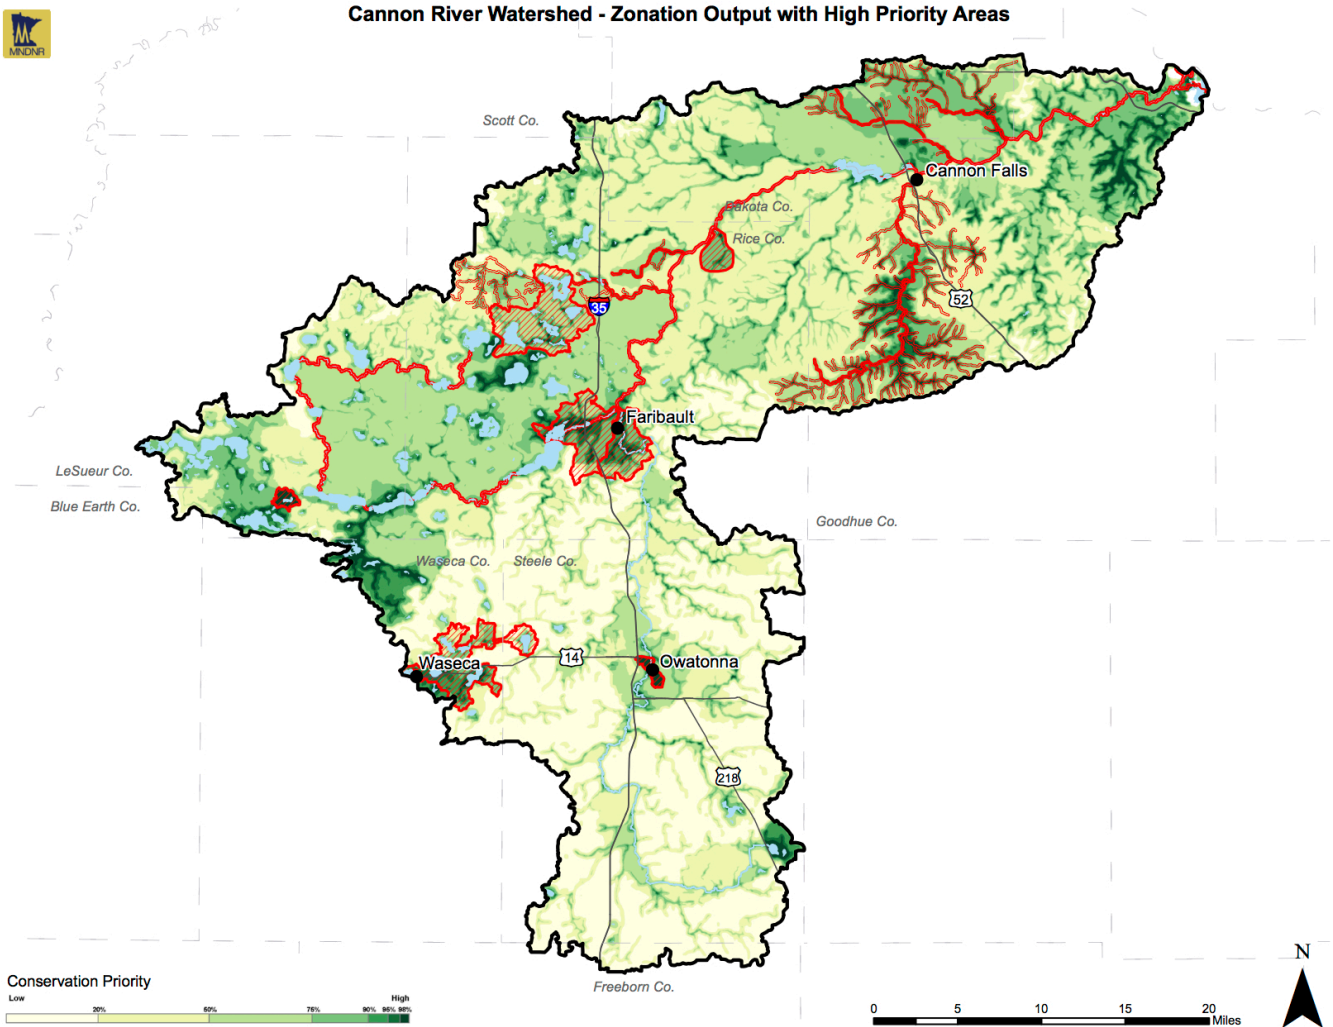 Cannon River Watershed - Zonation Output with High Priority Areas
MNDNR
Scott Co.
Cannon Falls
Dakota Co.
Rice Co.
52
35
Faribault
LeSueur Co.
Blue Earth Co.
Goodhue Co.
Waseca Co.
Steele Co.
14
Waseca
Owatonna
218
Freeborn Co.
Conservation Priority
Low
High
20%
50%
75%
90%
95%
98%
N
0
5
10
15
20
Miles